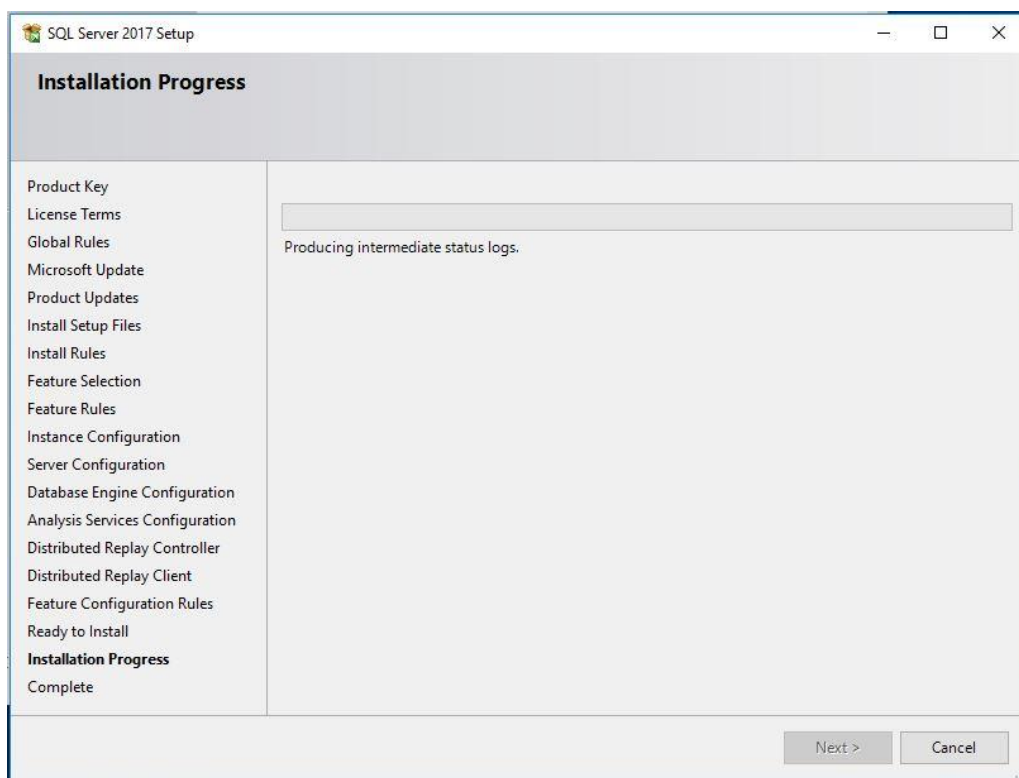 SQL Server 2017 Setup
Installation Progress
Product Key
License Terms
Global Rules
Microsoft Update
Product Updates
Install Setup Files
Install Rules
Feature Selection
Feature Rules
Instance Configuration
Server Configuration
Database Engine Configuration
Analysis Services Configuration
Distributed Replay Controller
Distributed Replay Client
Feature Configuration Rules
Ready to Install
Installation Progress
Complete
Producing intermediate status logs.
Next >
Cancel